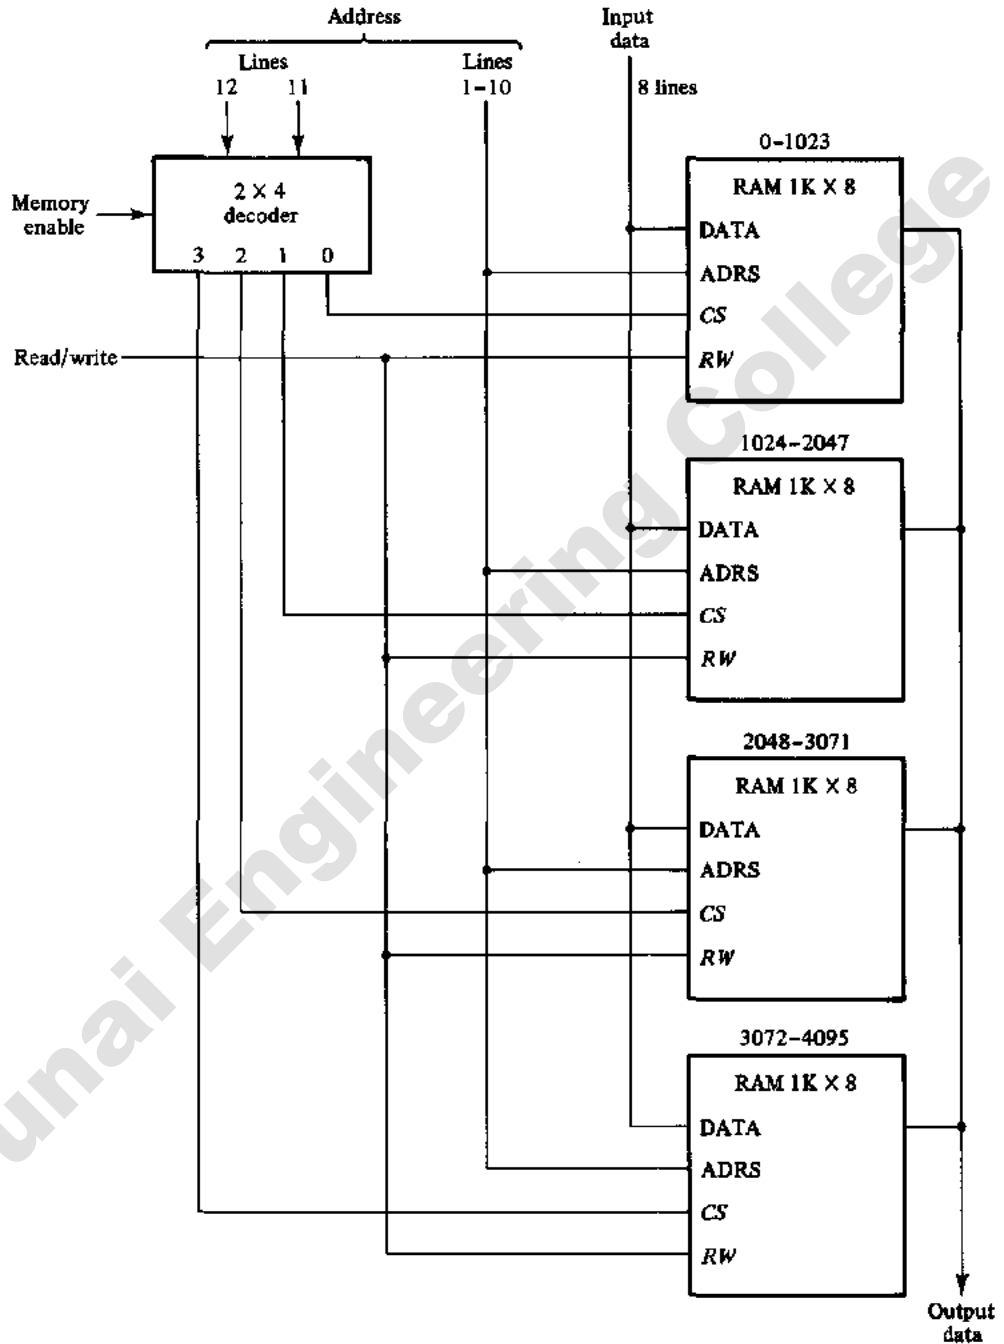 Address
Input
data
Lines
12 11
Lines
1–10
8 lines
0–1023
2 × 4
decoder
3 2 1 0
Memory
enable
Read/write
RAM 1K × 8
DATA
ADRS
CS
RW
1024–2047
RAM 1K × 8
DATA
ADRS
CS
RW
2048–3071
RAM 1K × 8
DATA
ADRS
CS
RW
3072–4095
RAM 1K × 8
DATA
ADRS
CS
RW
Output
data
Engineering College